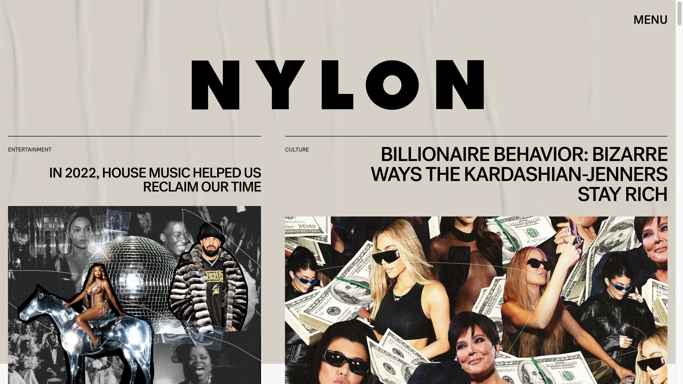 MENU
NYLON
ENTERTAINMENT
IN 2022, HOUSE MUSIC HELPED US
RECLAIM OUR TIME
CULTURE
BILLIONAIRE BEHAVIOR: BIZARRE
WAYS THE KARDASHIAN-JENNERS
STAY RICH